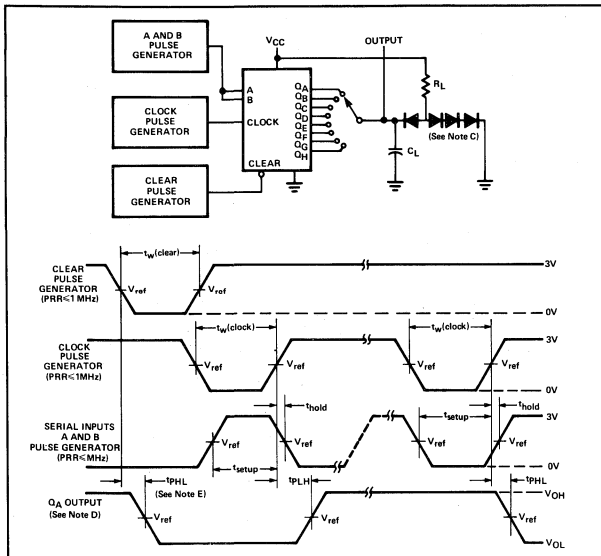 A AND B
PULSE
GENERATOR
VCC
OUTPUT
RL
A
B
QA
QB
QC
QD
QE
QF
QG
QH
CLOCK
PULSE
GENERATOR
CLOCK
(See Note C)
CL
CLEAR
CLEAR
PULSE
GENERATOR
tw(clear)
CLEAR
PULSE
GENERATOR
(PRR≤1 MHz)
Vref
Vref
3V
0V
tw(clock)
tw(clock)
CLOCK
PULSE
GENERATOR
(PRR≤1MHz)
Vref
Vref
Vref
Vref
3V
0V
thold
thold
tsetup
SERIAL INPUTS
A AND B
PULSE GENERATOR
(PRR≤MHz)
Vref
Vref
Vref
Vref
3V
0V
tsetup
tPHL
(See Note E)
tPLH
tPHL
QA OUTPUT
(See Note D)
Vref
Vref
Vref
VOH
VOL